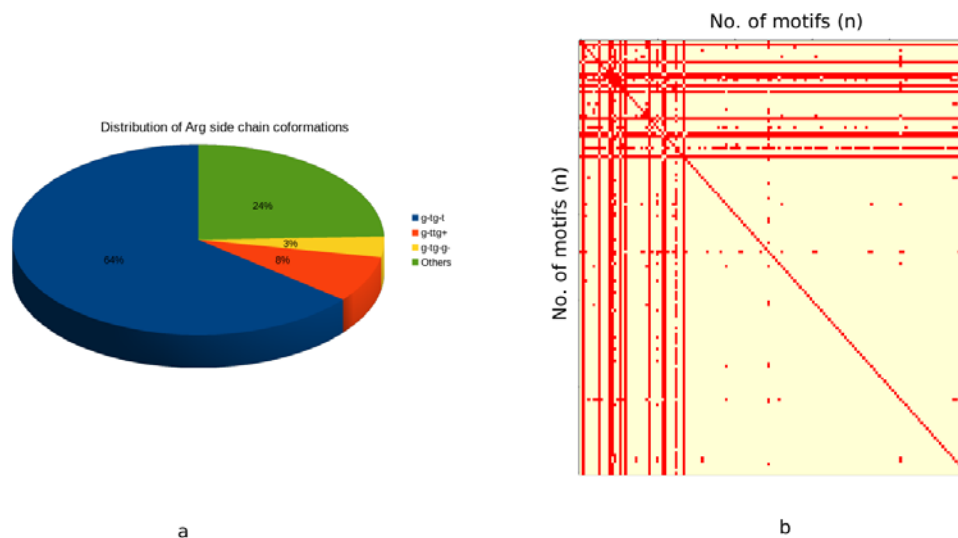 No. of motifs (n)
Distribution of Arg side chain coformations
24%
3%
8%
64%
g-tg-t
g-ttg+
g-tg-g-
Others
No. of motifs (n)
a
b